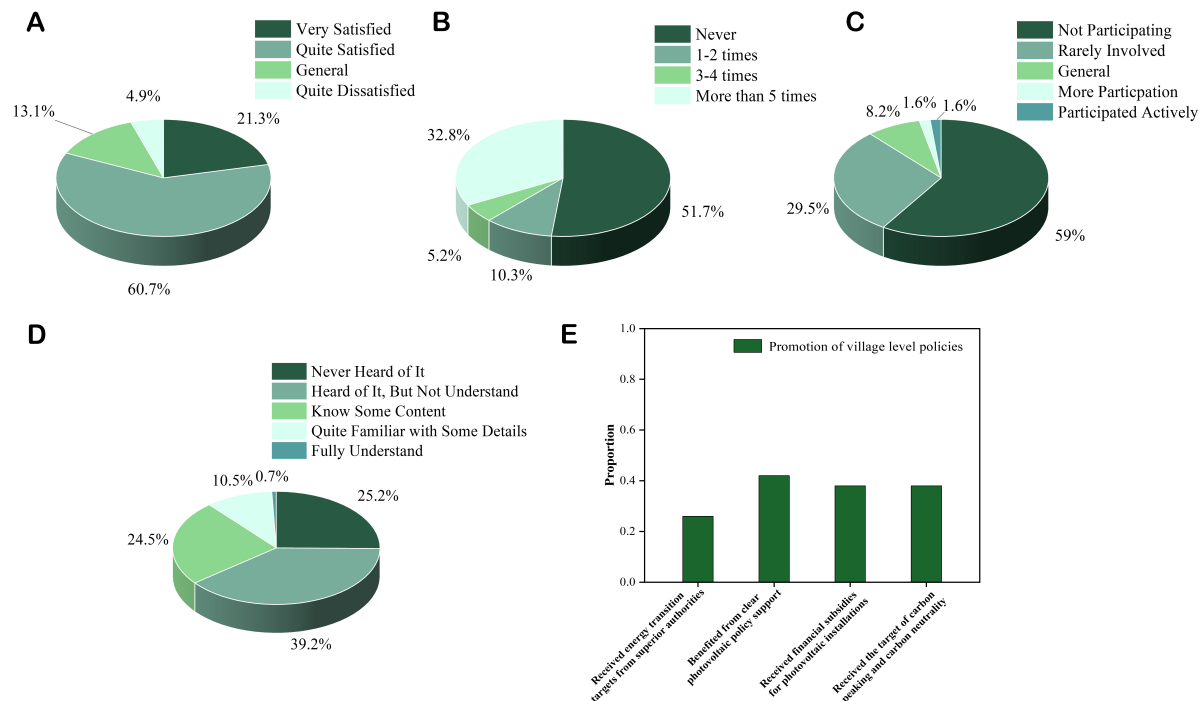 A
Very Satisfied
Quite Satisfied
General
Quite Dissatisfied
4.9%
13.1%
21.3%
60.7%
B
Never
1-2 times
3-4 times
More than 5 times
32.8%
51.7%
5.2%
10.3%
C
Not Participating
Rarely Involved
General
More Particpation
Participated Actively
8.2%
1.6%
1.6%
29.5%
59%
D
Never Heard of It
Heard of It, But Not Understand
Know Some Content
Quite Familiar with Some Details
Fully Understand
10.5%
0.7%
25.2%
24.5%
39.2%
E
Promotion of village level policies
Proportion
1.0
0.8
0.6
0.4
0.2
0.0
Received energy transition
targets from superior authorities
Benefited from clear
photovoltaic policy support
Received financial subsidies
for photovoltaic installations
Received the target of carbon
peaking and carbon neutrality